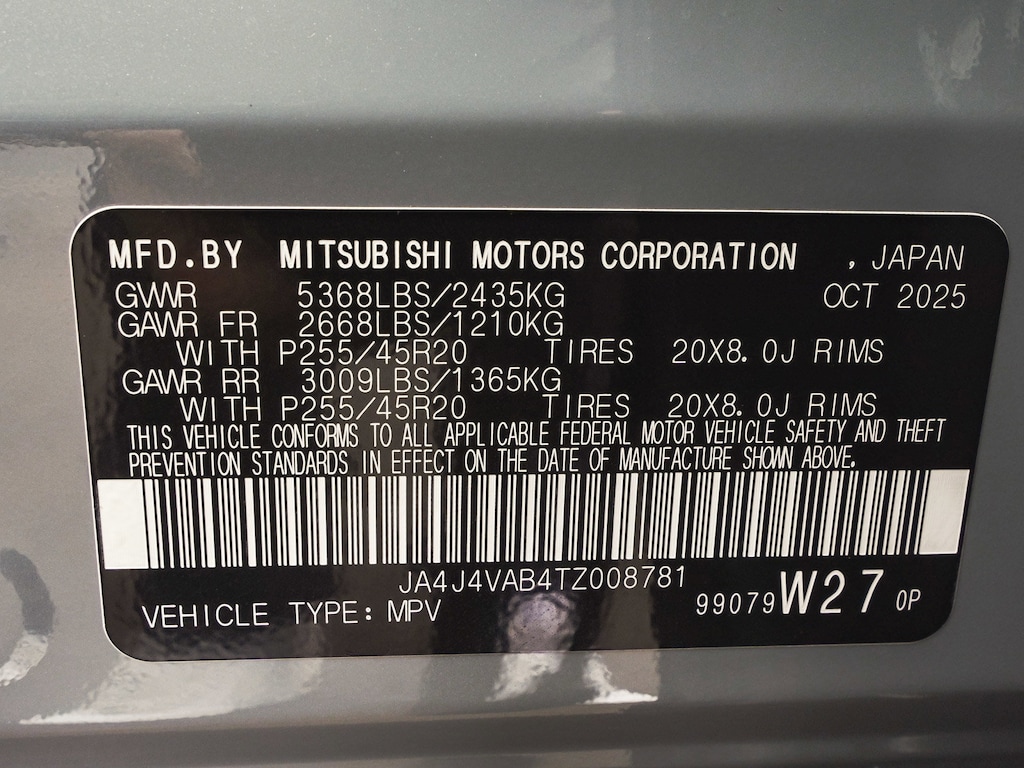 MFD.BY MITSUBISHI MOTORS CORPORATION , JAPAN
GVWR 5368LBS/2435KG OCT 2025
GAWR FR 2668LBS/1210KG
WITH P255/45R20 TIRES 20X8.0J RIMS
GAWR RR 3009LBS/1365KG
WITH P255/45R20 TIRES 20X8.0J RIMS
THIS VEHICLE CONFORMS TO ALL APPLICABLE FEDERAL MOTOR VEHICLE SAFETY AND THEFT
PREVENTION STANDARDS IN EFFECT ON THE DATE OF MANUFACTURE SHOWN ABOVE.
JA4J4VAB4TZ008781
VEHICLE TYPE: MPV 99079 W27 0P